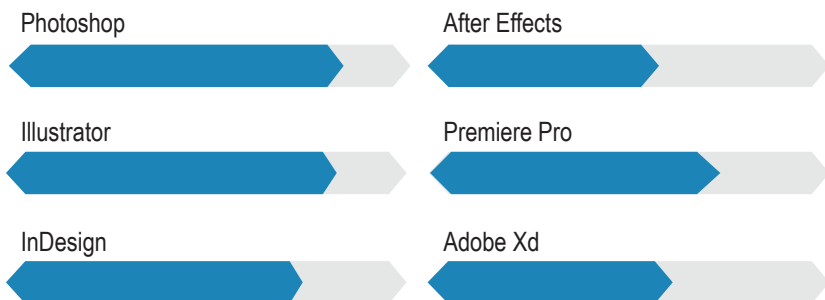 Photoshop
After Effects
Illustrator
Premiere Pro
InDesign
Adobe Xd